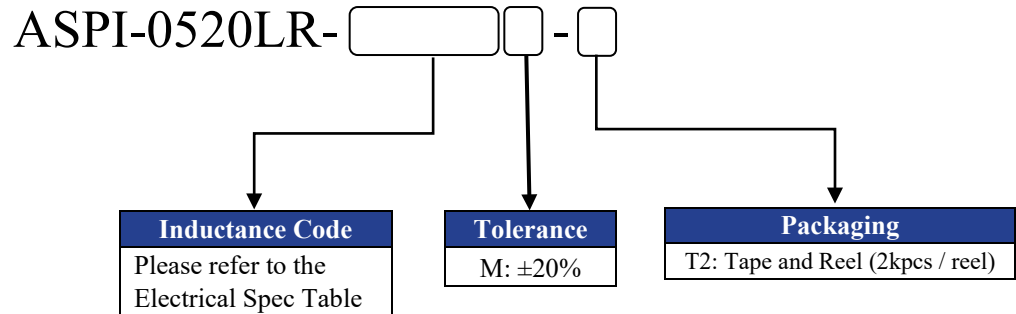 ASPI-0520LR- -
Inductance Code
Please refer to the
Electrical Spec Table
Tolerance
M: ±20%
Packaging
T2: Tape and Reel (2kpcs / reel)